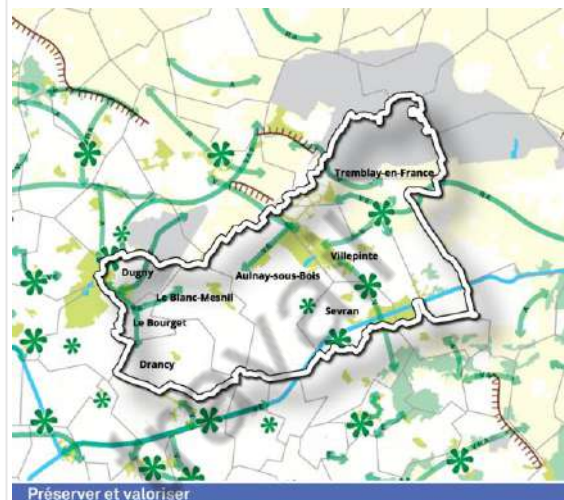 Tremblay-en-France
Villepinte
Dugny
Aulnay-sous-Bois
Le Blanc-Mesnil
Sevran
Le Bourget
Drancy
Préserver et valoriser